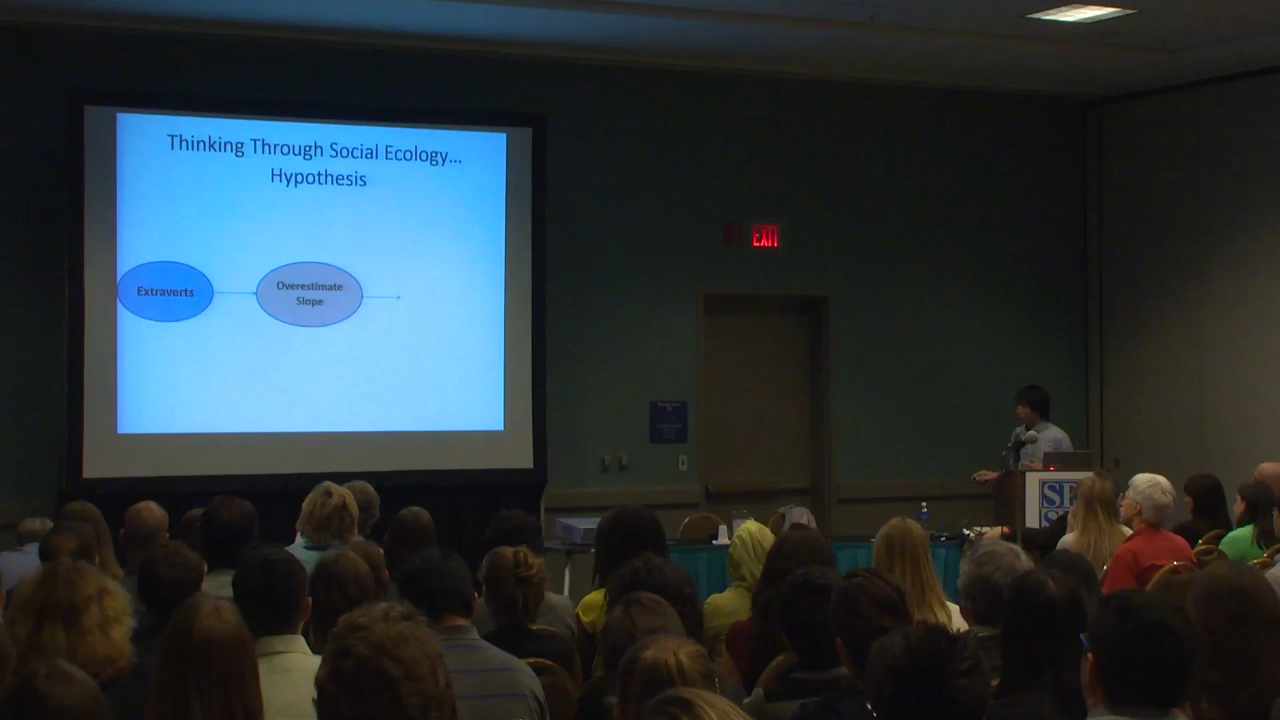 Thinking Through Social Ecology...
Hypothesis
Extraverts
Overestimate
Slope
EXIT